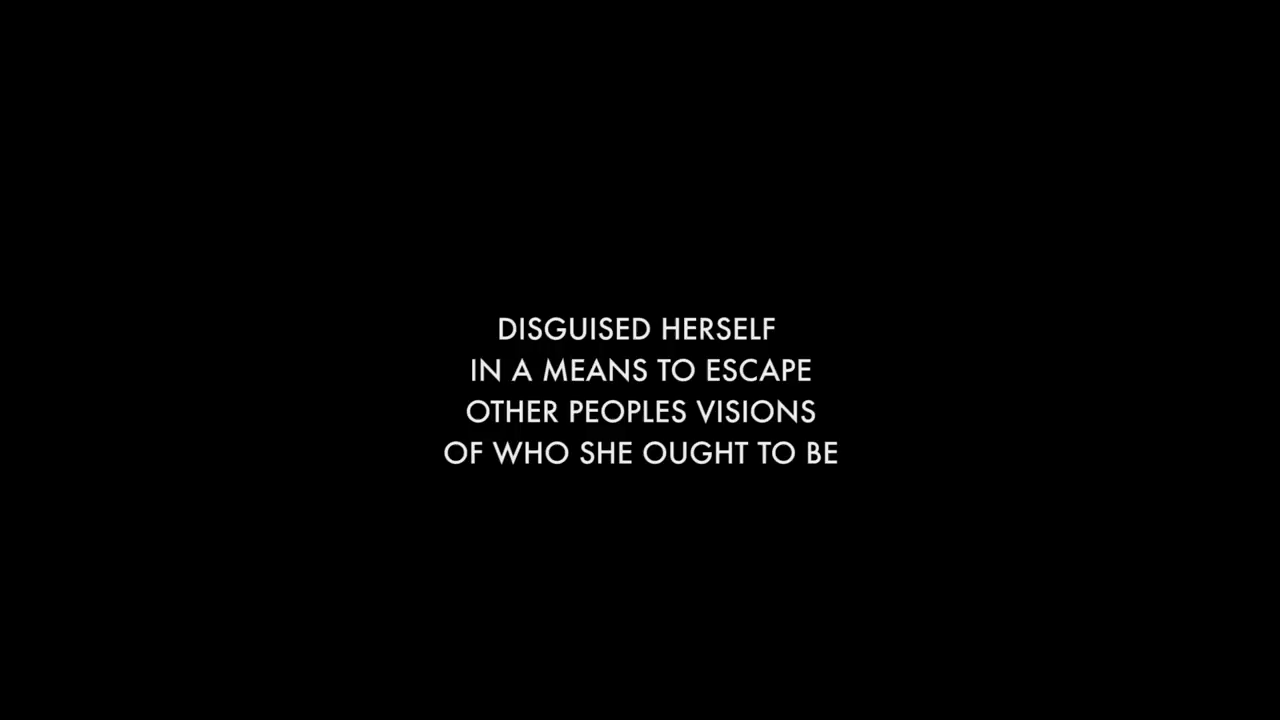 DISGUISED HERSELF
IN A MEANS TO ESCAPE
OTHER PEOPLES VISIONS
OF WHO SHE OUGHT TO BE